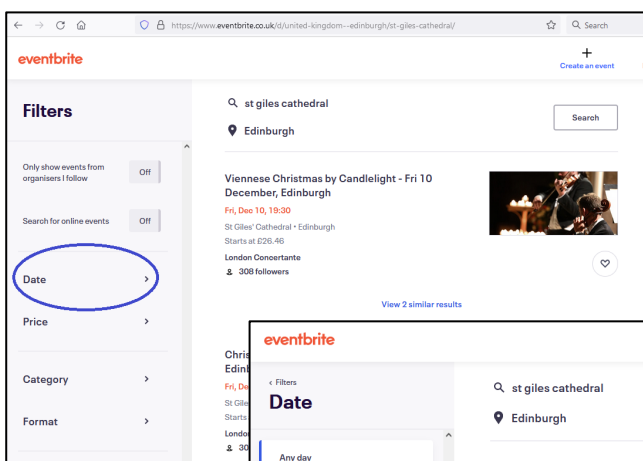 https://www.eventbrite.co.uk/d/united-kingdom--edinburgh/st-giles-cathedral/
Search
eventbrite
Create an event
Filters
Only show events from
organisers I follow
Off
Search for online events
Off
Date
Price
Category
Format
st giles cathedral
Edinburgh
Search
Viennese Christmas by Candlelight - Fri 10
December, Edinburgh
Fri, Dec 10, 19:30
St Giles' Cathedral • Edinburgh
Starts at £26.46
London Concertante
308 followers
View 2 similar results
Chris
Edin
Fri, De
St Gile
Starts
Londo
30
eventbrite
Filters
Date
Any day
st giles cathedral
Edinburgh